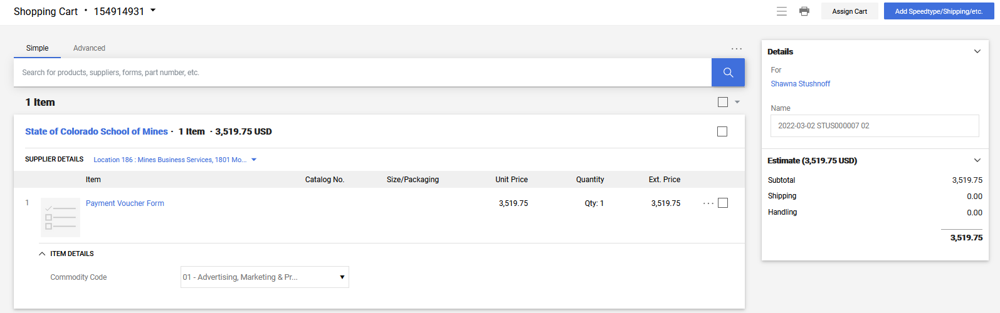 Shopping Cart • 154914931
Assign Cart
Add Speedtype/Shipping/etc.
Simple
Advanced
Search for products, suppliers, forms, part number, etc.
1 Item
State of Colorado School of Mines · 1 Item · 3,519.75 USD
SUPPLIER DETAILS Location 186 : Mines Business Services, 1801 Mo...
Item Catalog No. Size/Packaging Unit Price Quantity Ext. Price
1 Payment Voucher Form 3,519.75 Qty: 1 3,519.75
ITEM DETAILS
Commodity Code 01 - Advertising, Marketing & Pr...
Details
For
Shawna Stushnoff
Name
2022-03-02 STUS000007 02
Estimate (3,519.75 USD)
Subtotal 3,519.75
Shipping 0.00
Handling 0.00
3,519.75